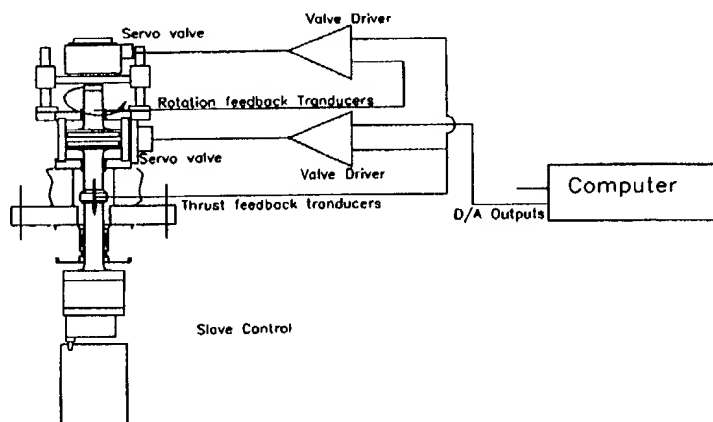 Valve Driver
Servo valve
Rotation feedback Tranducers
Servo valve
Valve Driver
Thrust feedback tranducers
Computer
D/A Outputs
Slave Control